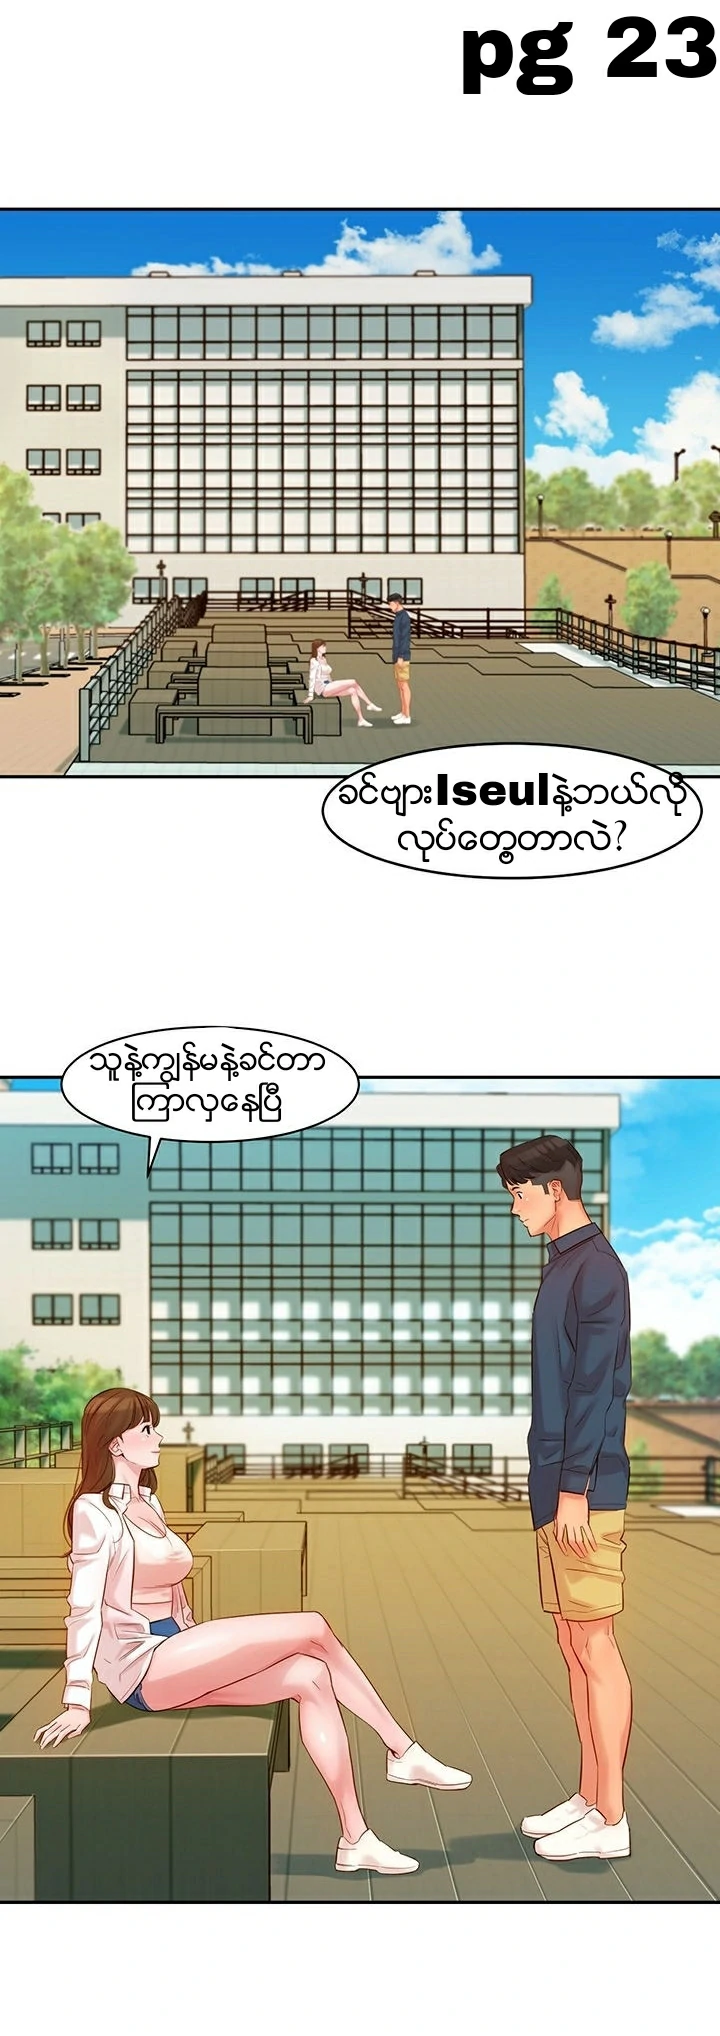 pg 23
ခင်ဗျားIseulနဲ့ဘယ်လို
လုပ်တွေ့တာလဲ?
သူနဲ့ကျွန်မနဲ့ခင်တာ
ကြာလှနေပြီ